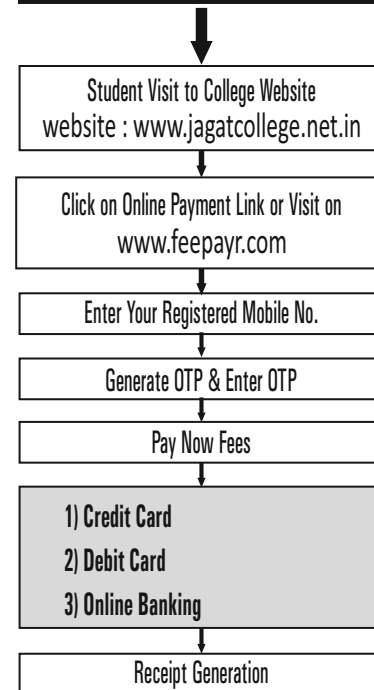 Student Visit to College Website
website : www.jagatcollege.net.in
Click on Online Payment Link or Visit on
www.feepayr.com
Enter Your Registered Mobile No.
Generate OTP & Enter OTP
Pay Now Fees
1) Credit Card
2) Debit Card
3) Online Banking
Receipt Generation